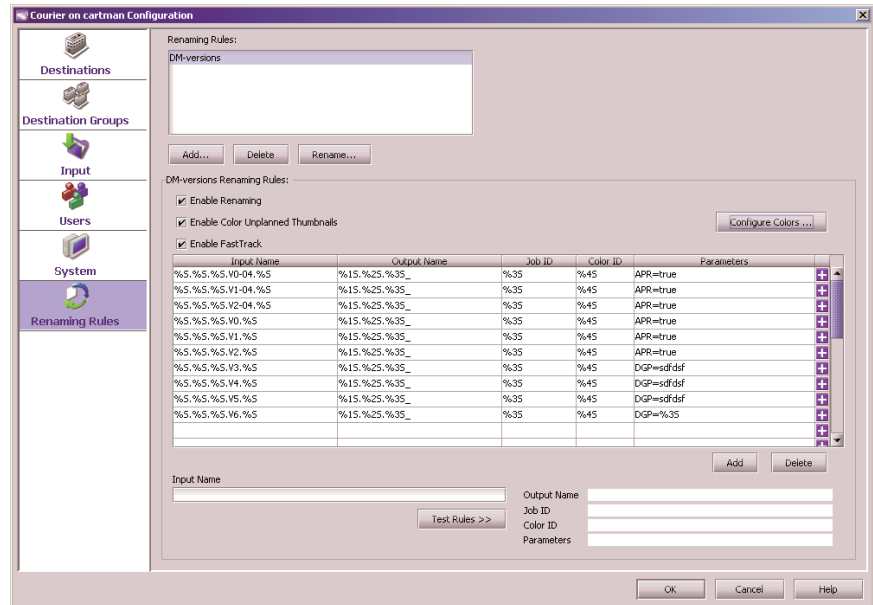 Courier on cartman Configuration
Destinations
Destination Groups
Input
Users
System
Renaming Rules
Renaming Rules:
DM-versions
Add... Delete Rename...
DM-versions Renaming Rules:
Enable Renaming
Enable Color Unplanned Thumbnails
Configure Colors ...
Enable FastTrack
Input Name Output Name Job ID Color ID Parameters
%S.%S.%S.V0-04.%S %1S.%2S.%3S_ %3S %4S APR=true
%S.%S.%S.V1-04.%S %1S.%2S.%3S_ %3S %4S APR=true
%S.%S.%S.V2-04.%S %1S.%2S.%3S_ %3S %4S APR=true
%S.%S.%S.V0.%S %1S.%2S.%3S_ %3S %4S APR=true
%S.%S.%S.V1.%S %1S.%2S.%3S_ %3S %4S APR=true
%S.%S.%S.V2.%S %1S.%2S.%3S_ %3S %4S APR=true
%S.%S.%S.V3.%S %1S.%2S.%3S_ %3S %4S DGP=sdfdsf
%S.%S.%S.V4.%S %1S.%2S.%3S_ %3S %4S DGP=sdfdsf
%S.%S.%S.V5.%S %1S.%2S.%3S_ %3S %4S DGP=sdfdsf
%S.%S.%S.V6.%S %1S.%2S.%3S_ %3S %4S DGP=%3S
Add Delete
Input Name
Test Rules >>
Output Name
Job ID
Color ID
Parameters
OK Cancel Help